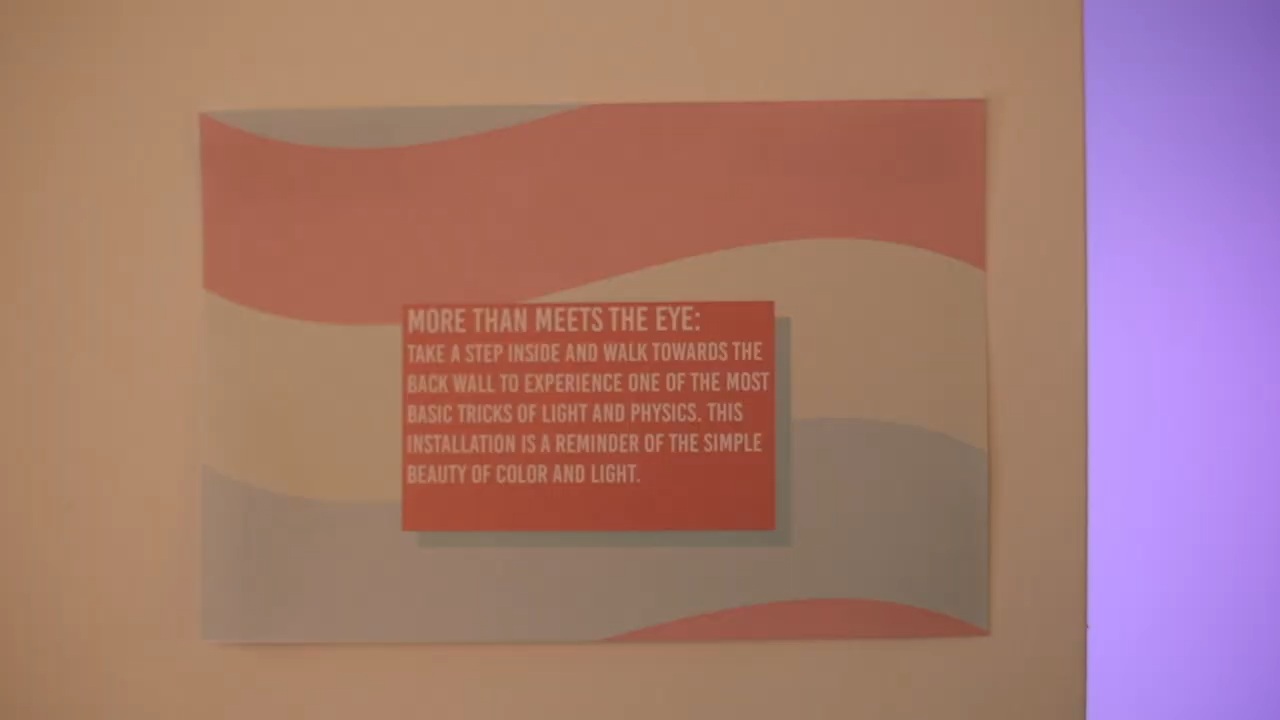 MORE THAN MEETS THE EYE:
TAKE A STEP INSIDE AND WALK TOWARDS THE
BACK WALL TO EXPERIENCE ONE OF THE MOST
BASIC TRICKS OF LIGHT AND PHYSICS. THIS
INSTALLATION IS A REMINDER OF THE SIMPLE
BEAUTY OF COLOR AND LIGHT.